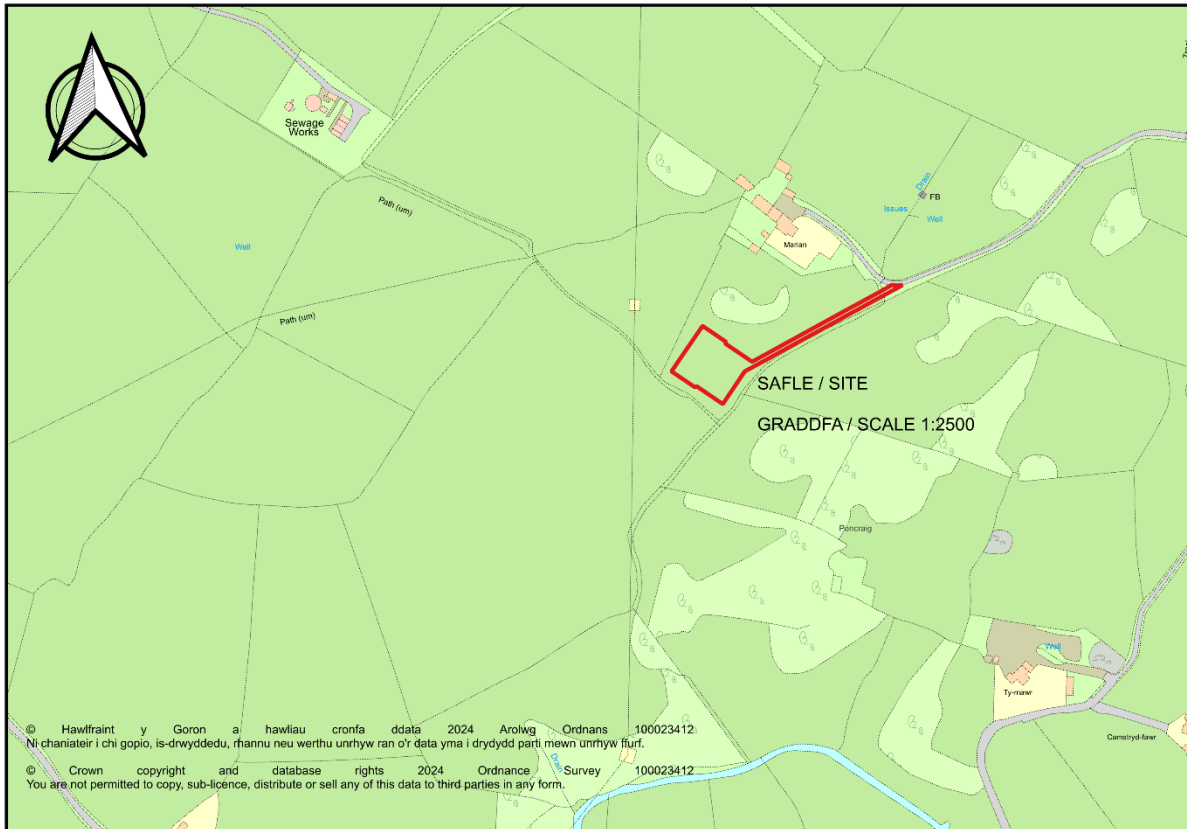 Sewage
Works
Path (um)
Well
Path (um)
Drain
FB
Issues
Well
Marian
SAFLE / SITE
GRADDFA / SCALE 1:2500
Pencraig
Well
Ty-mawr
Camstryd-fawr
Drain
© Hawlfraint y Goron a hawliau cronfa ddata 2024 Arolwg Ordnans 100023412
Ni chaniateir i chi gopio, is-drwyddedu, rhannu neu werthu unrhyw ran o'r data yma i drydydd parti mewn unrhyw ffurf.
© Crown copyright and database rights 2024 Ordnance Survey 100023412
You are not permitted to copy, sub-licence, distribute or sell any of this data to third parties in any form.